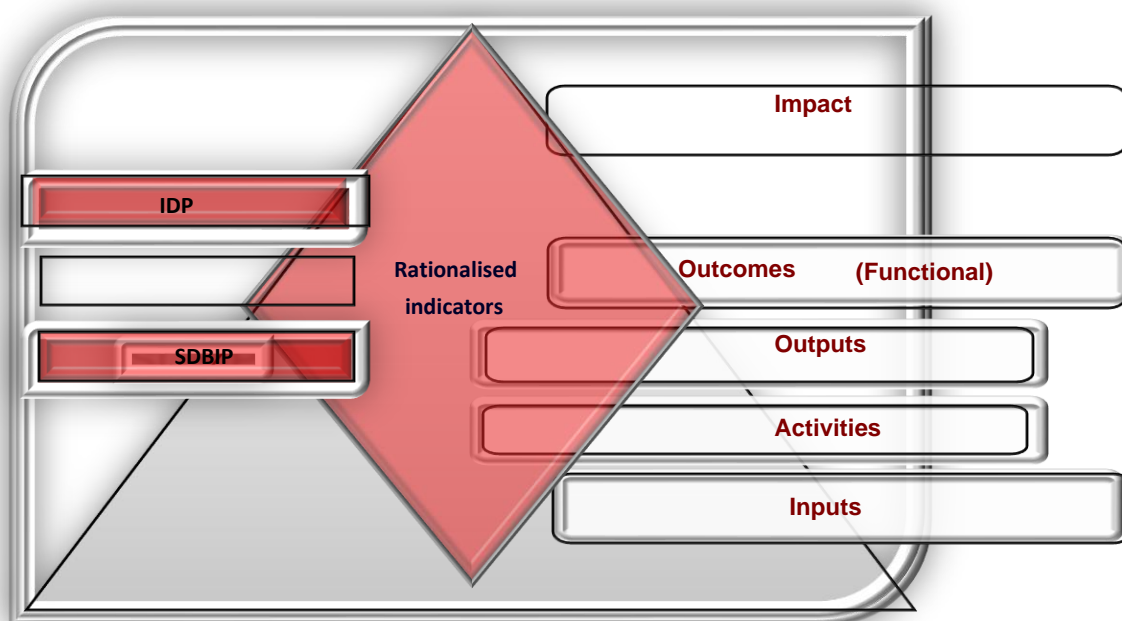 Impact
IDP
Rationalised
indicators
Outcomes (Functional)
Outputs
SDBIP
Activities
Inputs